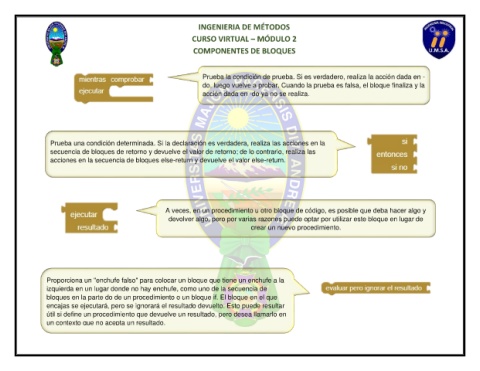 INGENIERIA DE MÉTODOS
CURSO VIRTUAL – MÓDULO 2
COMPONENTES DE BLOQUES
U.M.S.A.
mientras comprobar
ejecutar
Prueba la condición de prueba. Si es verdadero, realiza la acción dada en -
do, luego vuelve a probar. Cuando la prueba es falsa, el bloque finaliza y la
acción dada en -do ya no se realiza.
Prueba una condición determinada. Si la declaración es verdadera, realiza las acciones en la
secuencia de bloques de retorno y devuelve el valor de retorno; de lo contrario, realiza las
acciones en la secuencia de bloques else-return y devuelve el valor else-return.
si
entonces
si no
ejecutar
resultado
A veces, en un procedimiento u otro bloque de código, es posible que deba hacer algo y
devolver algo, pero por varias razones puede optar por utilizar este bloque en lugar de
crear un nuevo procedimiento.
Proporciona un "enchufe falso" para colocar un bloque que tiene un enchufe a la
izquierda en un lugar donde no hay enchufe, como uno de la secuencia de
bloques en la parte do de un procedimiento o un bloque if. El bloque en el que
encajas se ejecutará, pero se ignorará el resultado devuelto. Esto puede resultar
útil si define un procedimiento que devuelve un resultado, pero desea llamarlo en
un contexto que no acepta un resultado.
evaluar pero ignorar el resultado